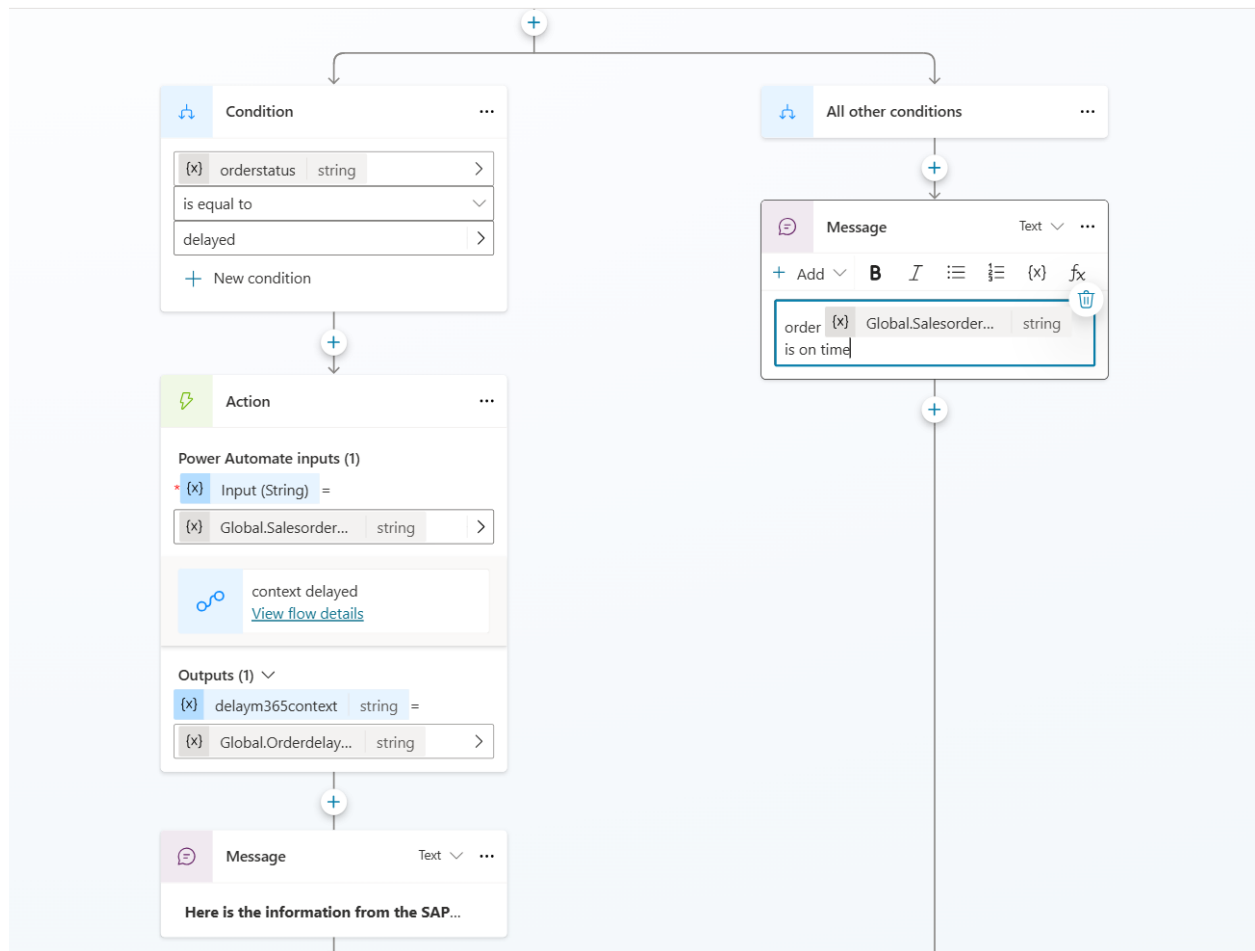 Condition
{x} orderstatus string
is equal to
delayed
New condition
Action
Power Automate inputs (1)
* {x} Input (String) =
{x} Global.Salesorder... string
context delayed
View flow details
Outputs (1)
{x} delaym365context string =
{x} Global.Orderdelay... string
Message Text
Here is the information from the SAP...
All other conditions
Message Text
+ Add B I {x} fx
order {x} Global.Salesorder... string
is on time